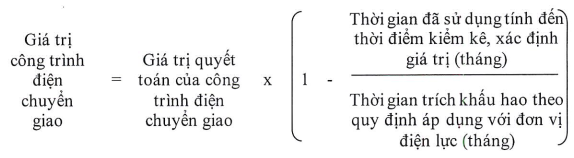 Giá trị
công trình
điện
chuyển
giao
=
Giá trị quyết
toán của công
trình điện
chuyển giao
x
( 1 -
Thời gian đã sử dụng tính đến
thời điểm kiểm kê, xác định
giá trị (tháng)
Thời gian trích khấu hao theo
quy định áp dụng với đơn vị
điện lực (tháng)
)